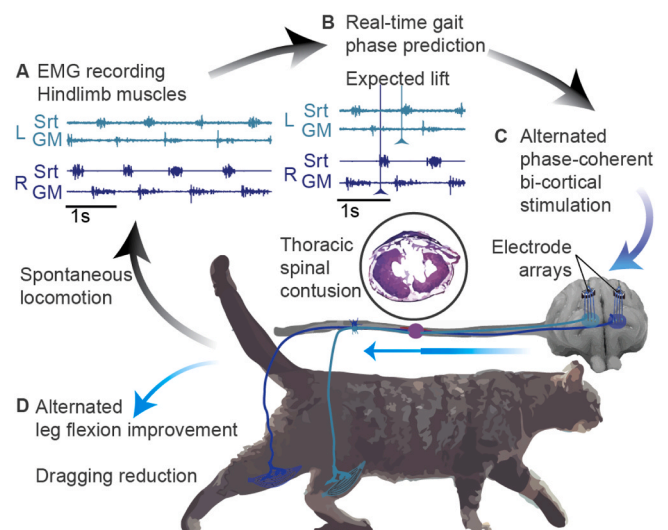 A EMG recording
Hindlimb muscles
L Srt
GM
R Srt
GM
1s
B Real-time gait
phase prediction
Expected lift
L Srt
GM
R Srt
GM
1s
C Alternated
phase-coherent
bi-cortical
stimulation
Electrode
arrays
Thoracic
spinal
contusion
Spontaneous
locomotion
D Alternated
leg flexion improvement
Dragging reduction